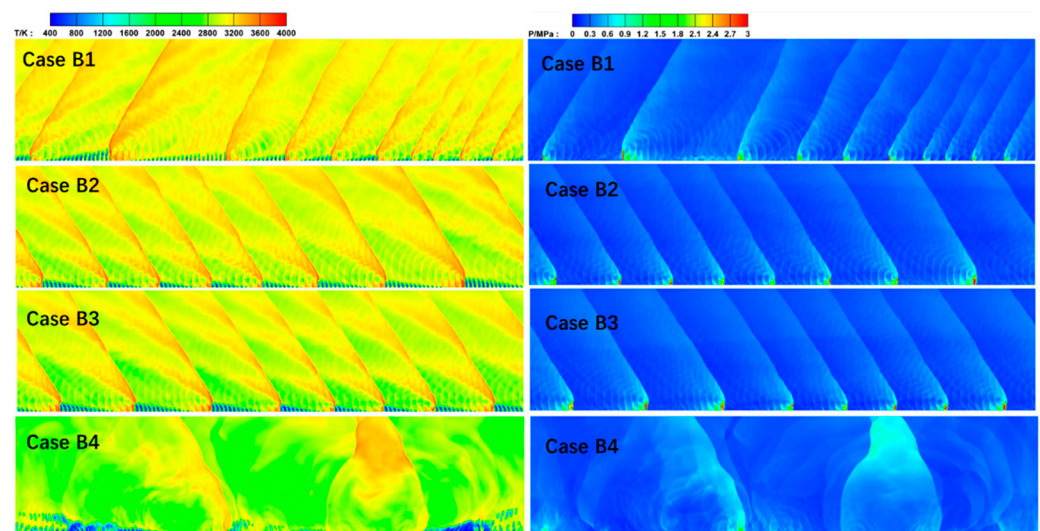 T/K : 400 800 1200 1600 2000 2400 2800 3200 3600 4000
P/MPa : 0 0.3 0.6 0.9 1.2 1.5 1.8 2.1 2.4 2.7 3
Case B1
Case B1
Case B2
Case B2
Case B3
Case B3
Case B4
Case B4